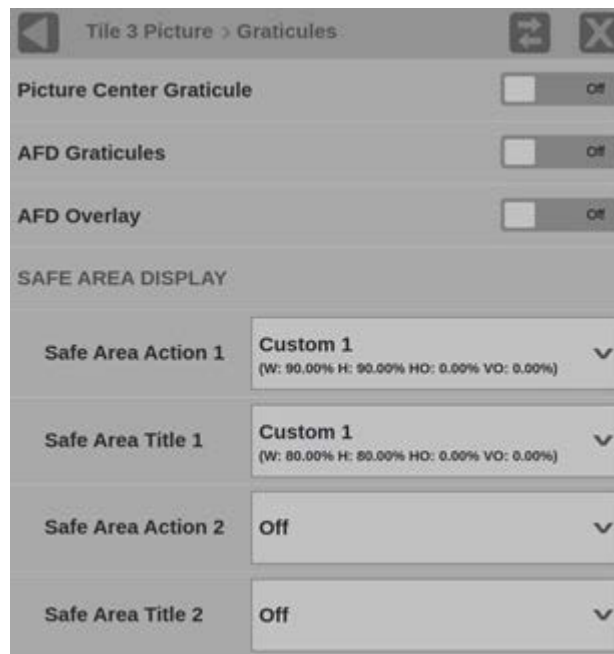 Tile 3 Picture > Graticules
Picture Center Graticule
Off
AFD Graticules
Off
AFD Overlay
Off
SAFE AREA DISPLAY
Safe Area Action 1
Custom 1
(W: 90.00% H: 90.00% HO: 0.00% VO: 0.00%)
Safe Area Title 1
Custom 1
(W: 80.00% H: 80.00% HO: 0.00% VO: 0.00%)
Safe Area Action 2
Off
Safe Area Title 2
Off